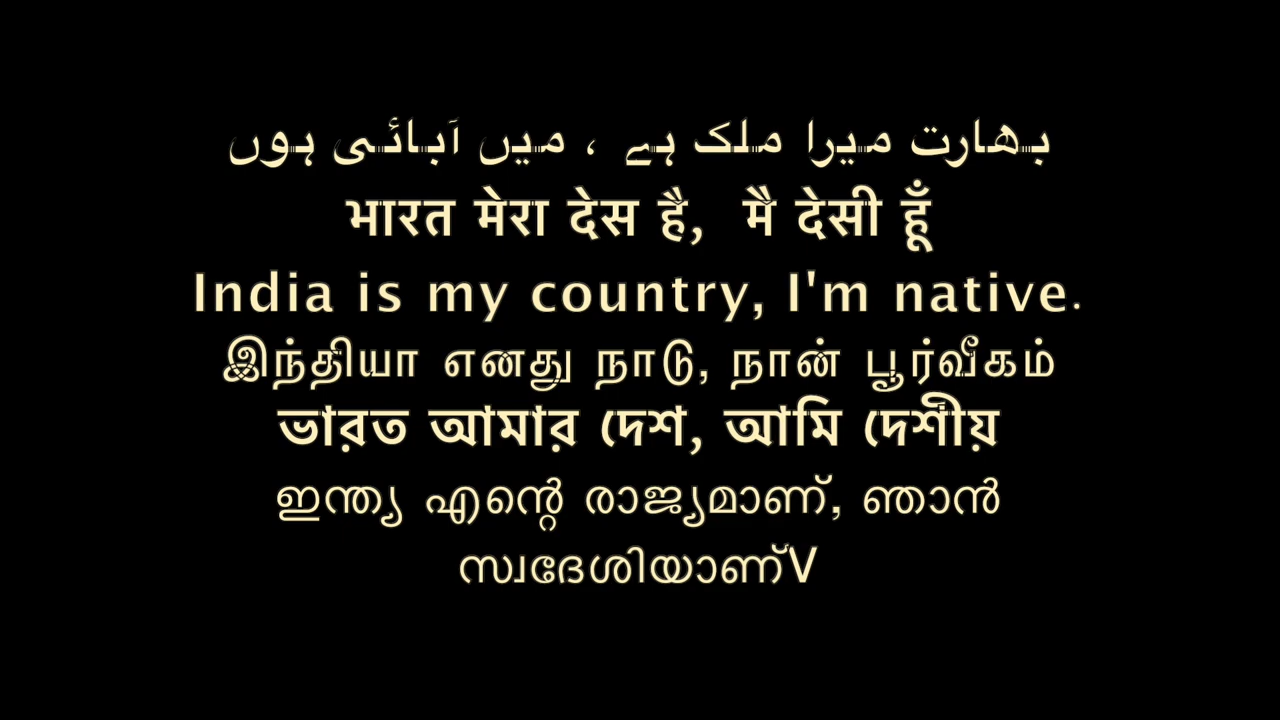 بھارت میرا ملک ہے ، میں آبائی ہوں
भारत मेरा देस है, मै देसी हूँ
India is my country, I'm native.
இந்தியா எனது நாடு, நான் பூர்வீகம்
ভারত আমার দেশ, আমি দেশীয়
ഇന്ത്യ എന്റെ രാജ്യമാണ്, ഞാൻ
സ്വദേശിയാണ്V